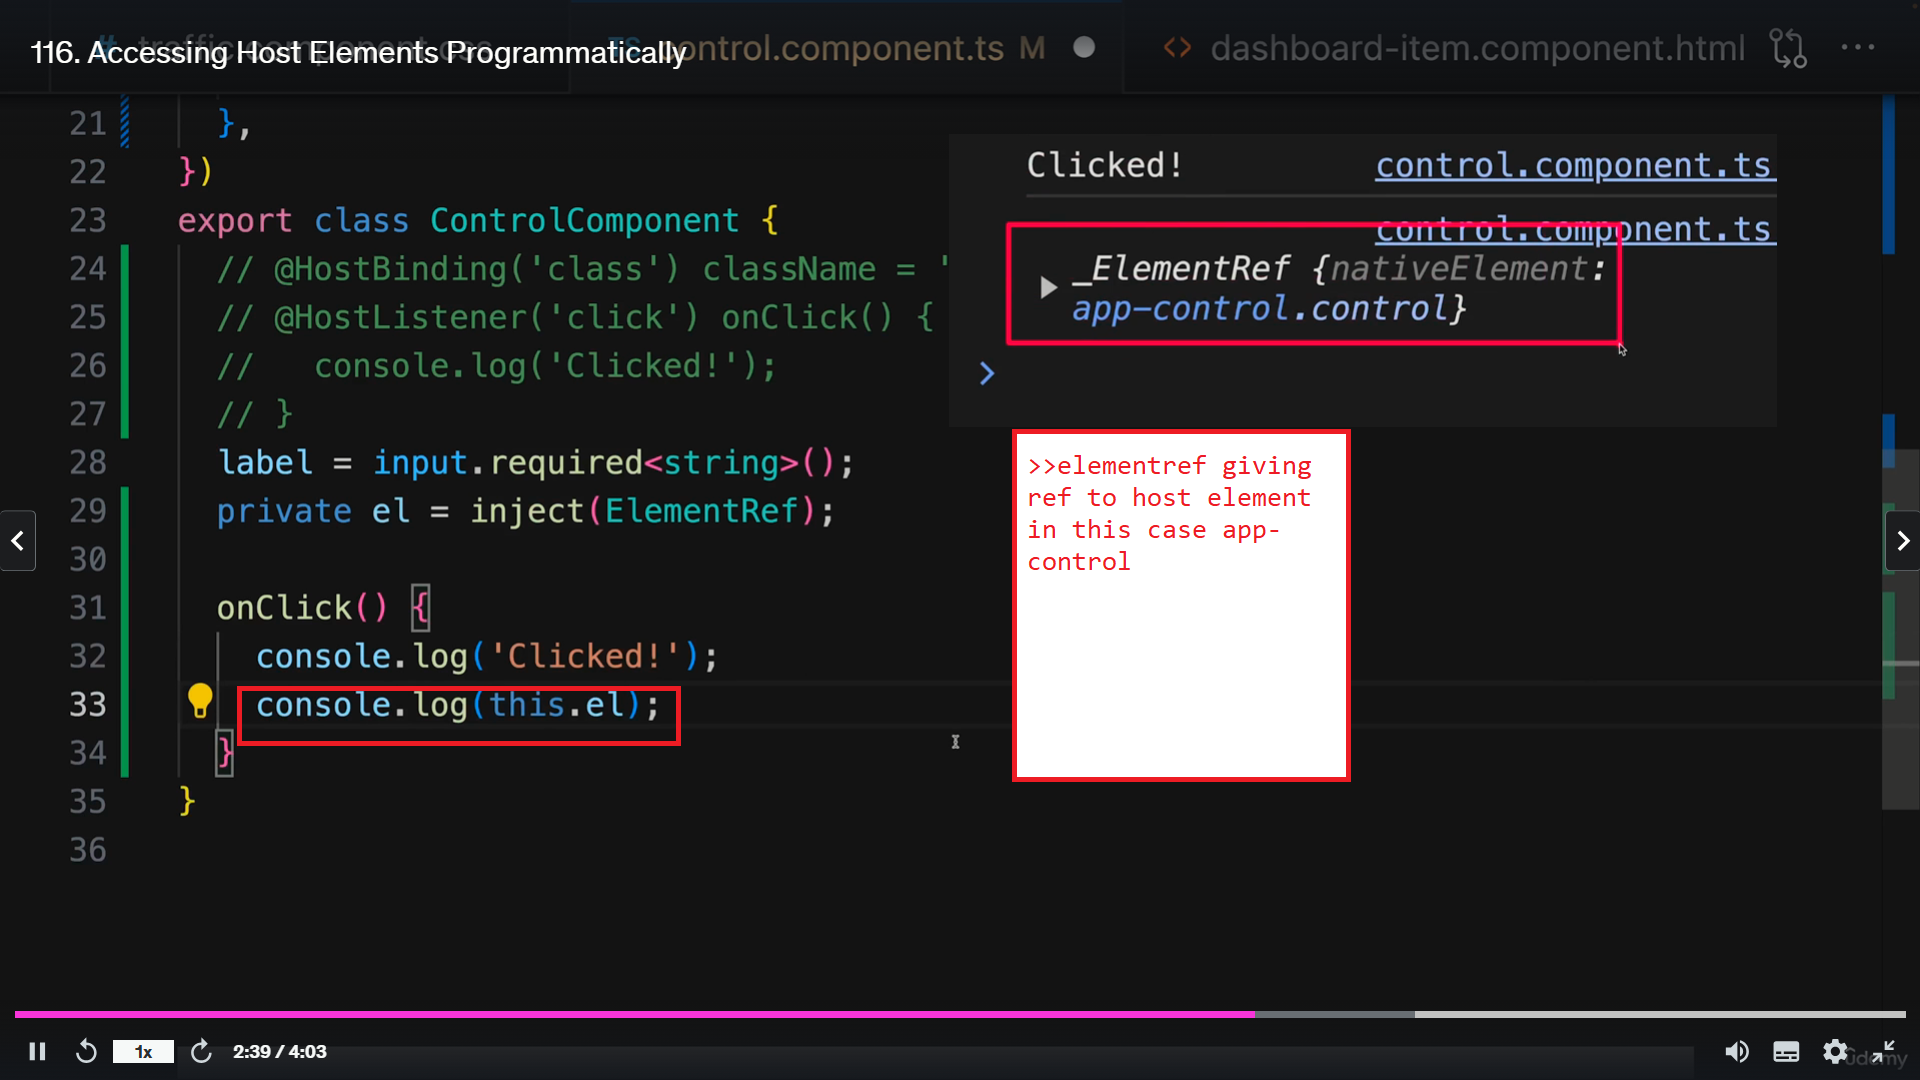 116. Accessing Host Elements Programmatically
control.component.ts M
<> dashboard-item.component.html
21 },
22 })
23 export class ControlComponent {
24 // @HostBinding('class') className = '
25 // @HostListener('click') onClick() {
26 // console.log('Clicked!');
27 // }
28 label = input.required<string>();
29 private el = inject(ElementRef);
30
31 onClick() {
32 console.log('Clicked!');
33 console.log(this.el);
34 }
35 }
36
Clicked! control.component.ts
control.component.ts
_ElementRef {nativeElement:
app-control.control}
>
>>elementref giving
ref to host element
in this case app-
control
1x
2:39 / 4:03
ûdemy